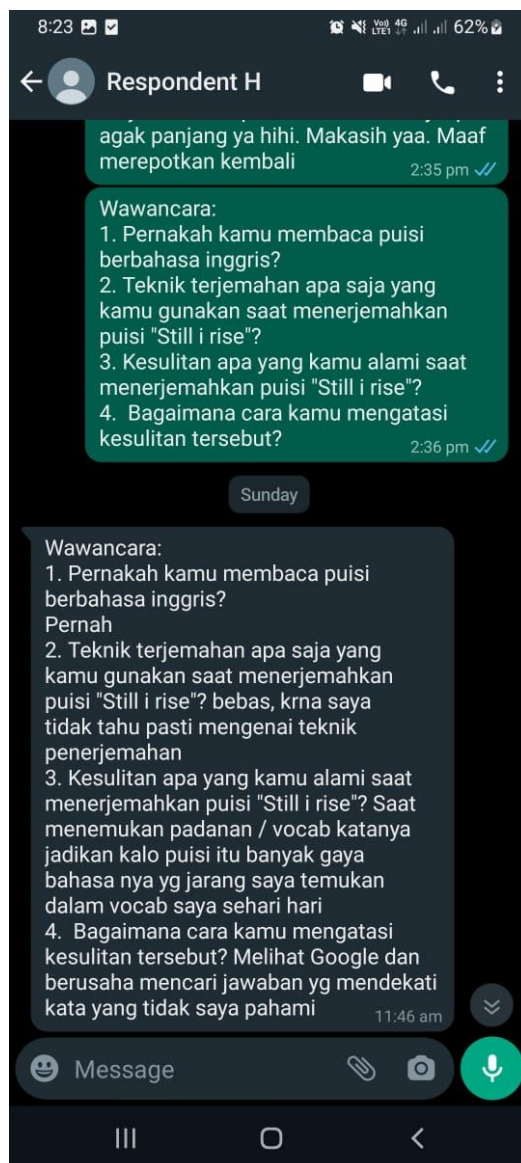 8:23
Vo)) 4G 62%
LTE1
Respondent H
agak panjang ya hihi. Makasih yaa. Maaf
merepotkan kembali
2:35 pm
Wawancara:
1. Pernakah kamu membaca puisi
berbahasa inggris?
2. Teknik terjemahan apa saja yang
kamu gunakan saat menerjemahkan
puisi "Still i rise"?
3. Kesulitan apa yang kamu alami saat
menerjemahkan puisi "Still i rise"?
4.  Bagaimana cara kamu mengatasi
kesulitan tersebut?
2:36 pm
Sunday
Wawancara:
1. Pernakah kamu membaca puisi
berbahasa inggris?
Pernah
2. Teknik terjemahan apa saja yang
kamu gunakan saat menerjemahkan
puisi "Still i rise"? bebas, krna saya
tidak tahu pasti mengenai teknik
penerjemahan
3. Kesulitan apa yang kamu alami saat
menerjemahkan puisi "Still i rise"? Saat
menemukan padanan / vocab katanya
jadikan kalo puisi itu banyak gaya
bahasa nya yg jarang saya temukan
dalam vocab saya sehari hari
4.  Bagaimana cara kamu mengatasi
kesulitan tersebut? Melihat Google dan
berusaha mencari jawaban yg mendekati
kata yang tidak saya pahami
11:46 am
Message